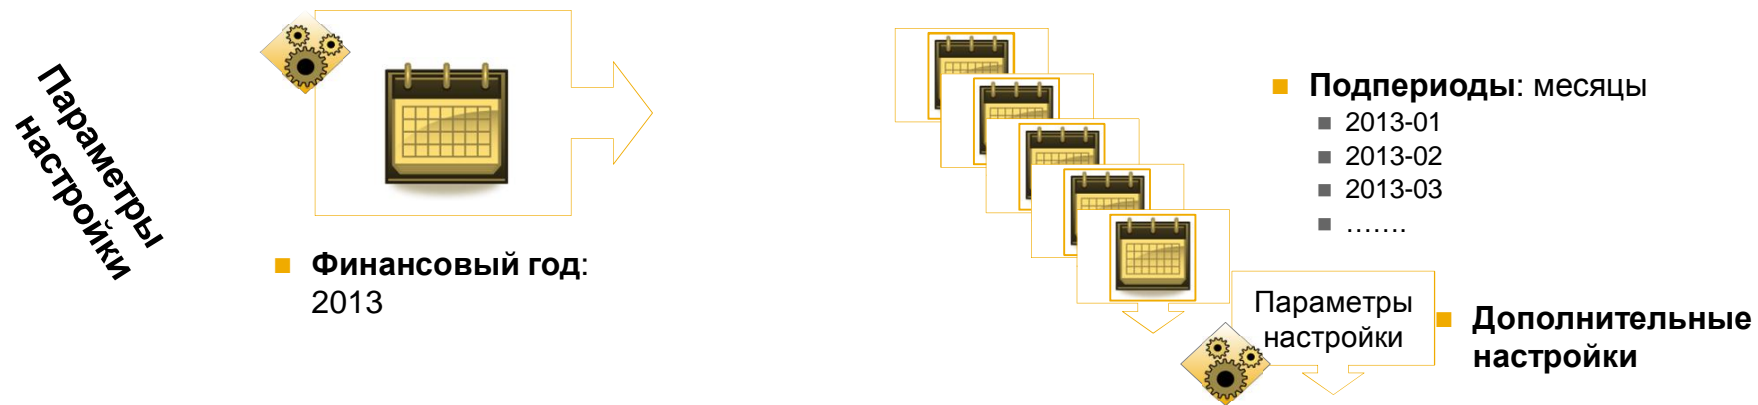 Параметры
настройки
Финансовый год:
2013
Подпериоды: месяцы
2013-01
2013-02
2013-03
…….
Параметры
настройки
Дополнительные
настройки